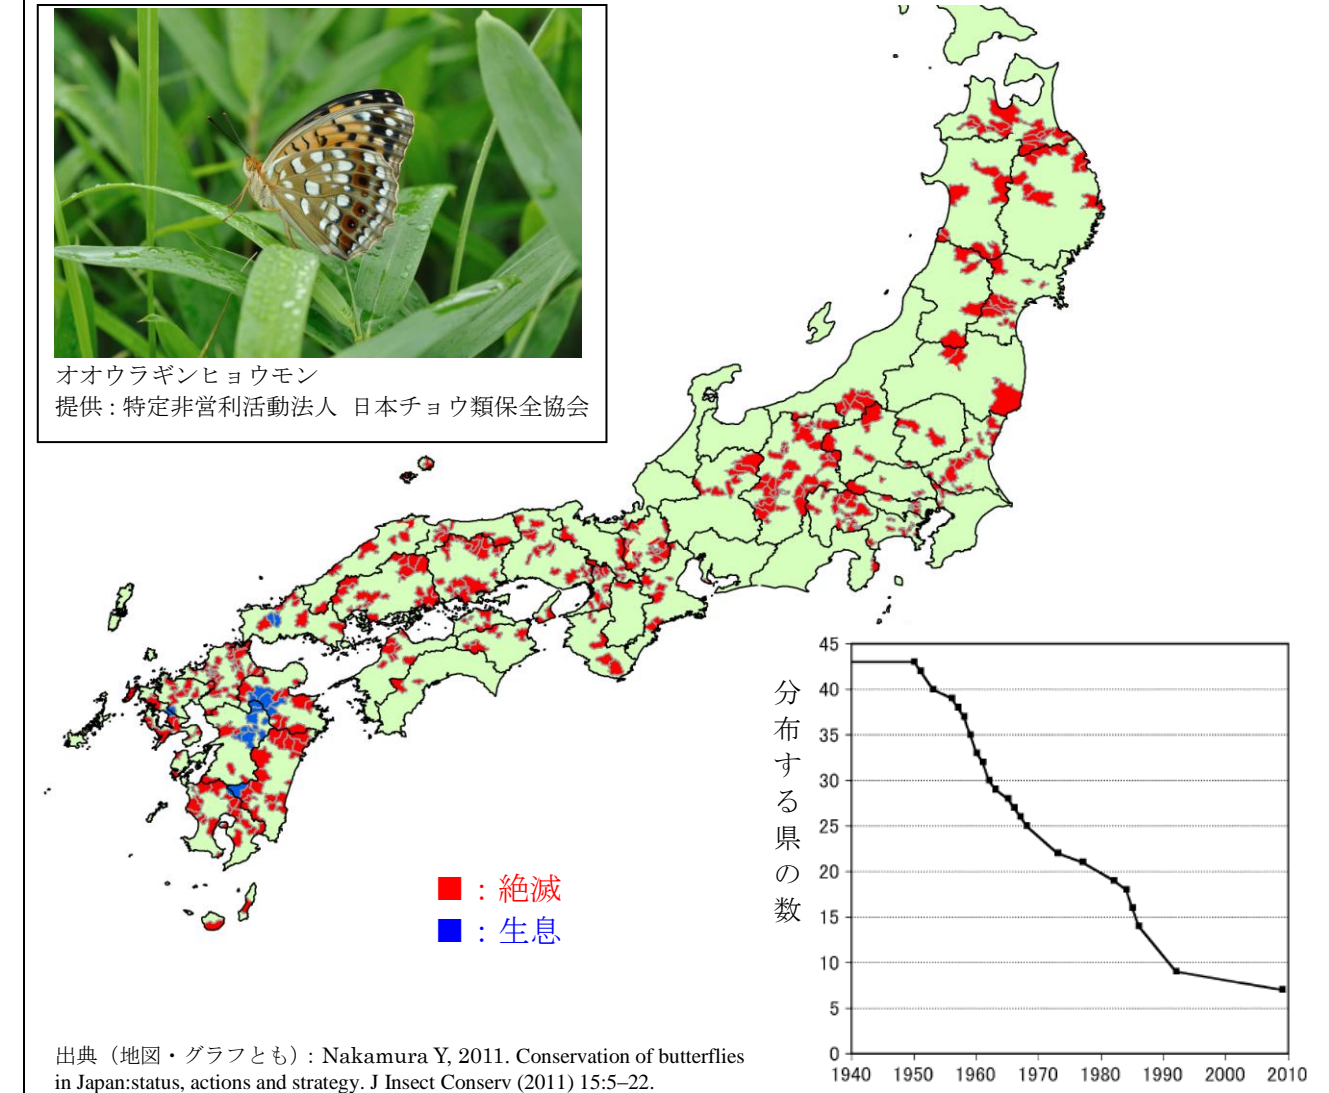 オオウラギンヒョウモン
提供：特定非営利活動法人 日本チョウ類保全協会
■：絶滅
■：生息
分布する県の数
45
40
35
30
25
20
15
10
5
0
1940 1950 1960 1970 1980 1990 2000 2010
出典（地図・グラフとも）: Nakamura Y, 2011. Conservation of butterflies
in Japan:status, actions and strategy. J Insect Conserv (2011) 15:5–22.